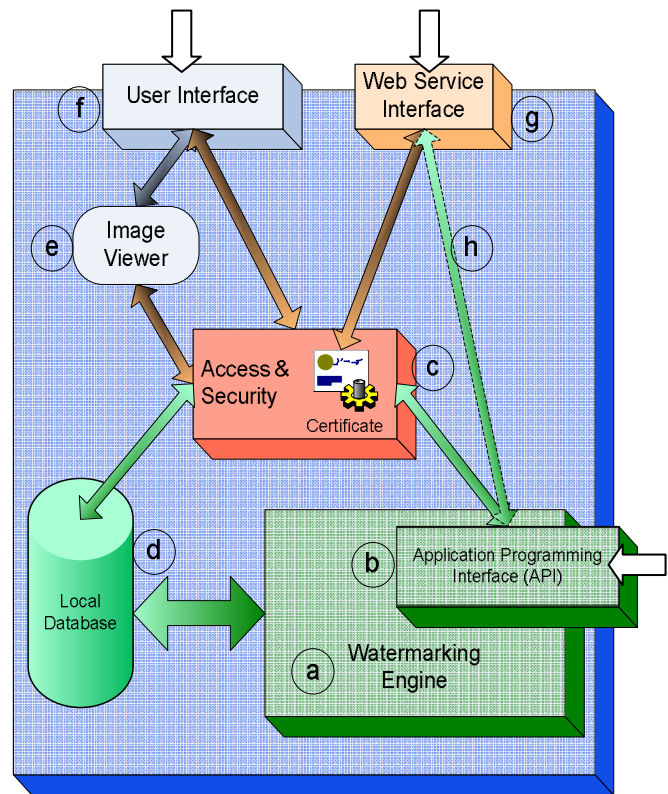 User Interface
f
Web Service
Interface
g
Image
Viewer
e
h
Access &
Security
c
Certificate
d
Local
Database
b
Application Programming
Interface (API)
a
Watermarking
Engine